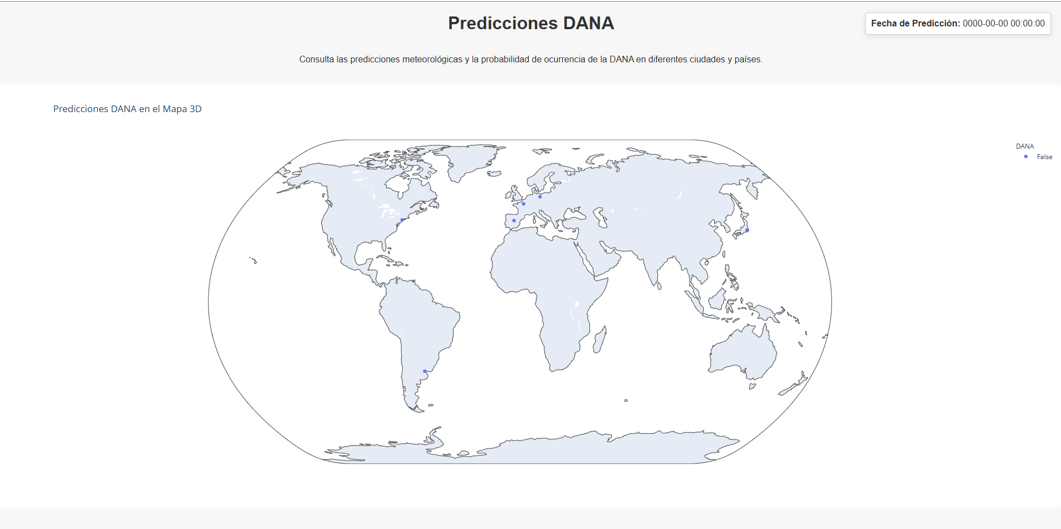 Predicciones DANA
Fecha de Predicción: 0000-00-00 00:00:00
Consulta las predicciones meteorológicas y la probabilidad de ocurrencia de la DANA en diferentes ciudades y países.
Predicciones DANA en el Mapa 3D
DANA
False